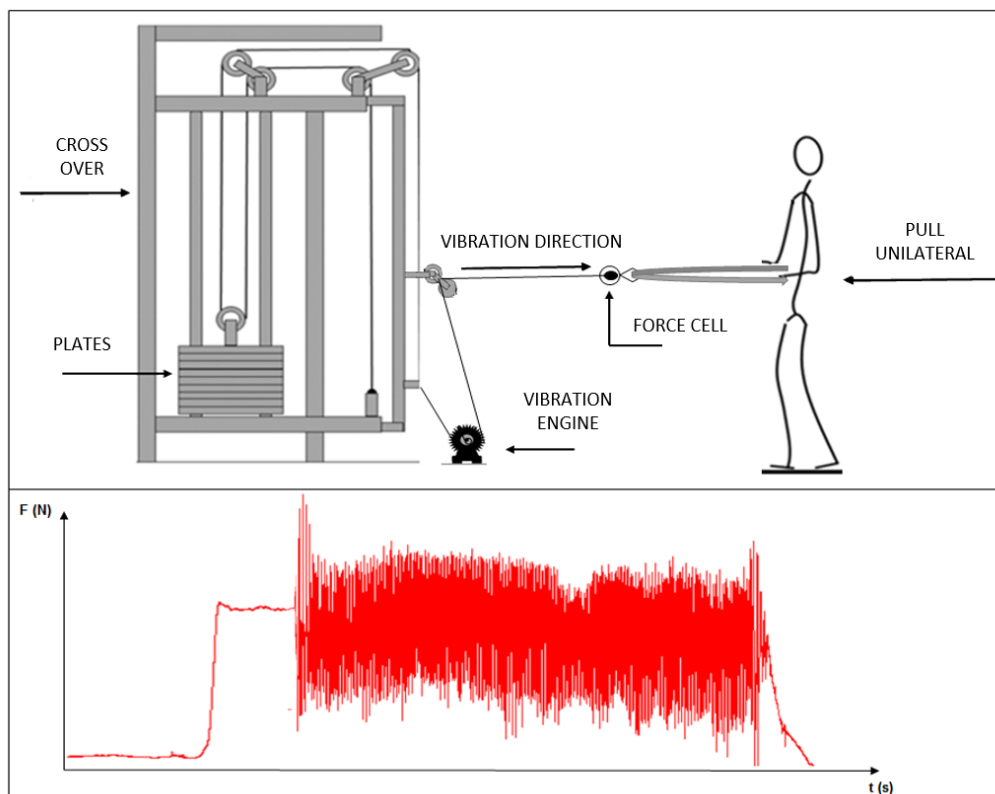 CROSS
OVER
VIBRATION DIRECTION
PULL
UNILATERAL
FORCE CELL
PLATES
VIBRATION
ENGINE
F (N)
t (s)